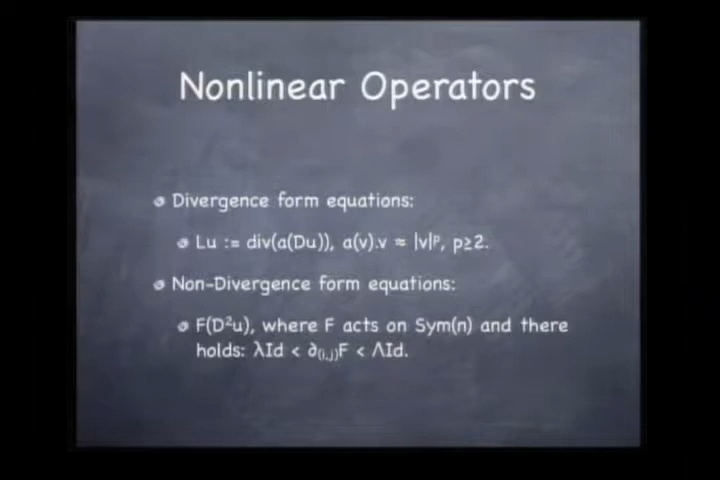 Nonlinear Operators
Divergence form equations:
Lu := div(a(Du)), a(v).v ≈ |v|ᵖ, p≥2.
Non-Divergence form equations:
F(D²u), where F acts on Sym(n) and there
holds: λId < ∂₍ᵢ,ⱼ₎F < ΛId.